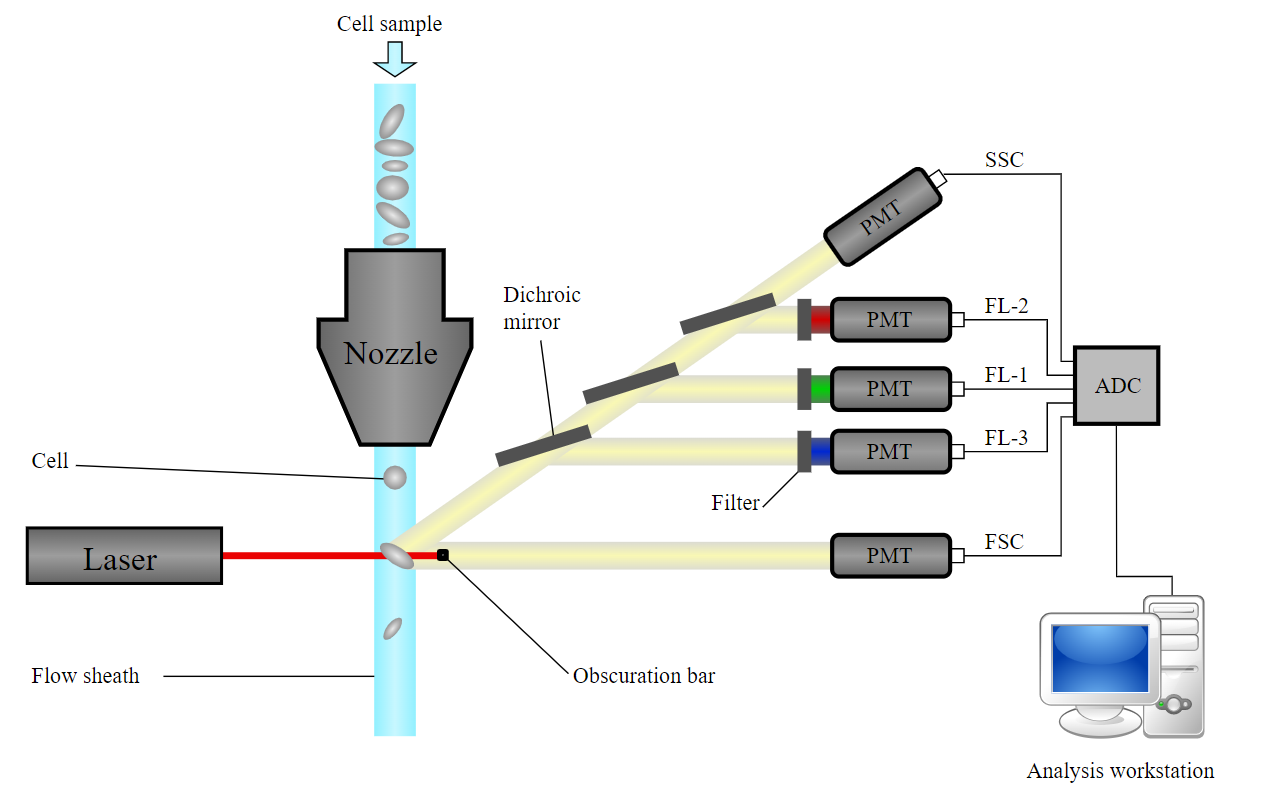 Cell sample
SSC
PMT
Dichroic
mirror
FL-2
PMT
Nozzle
FL-1
PMT
ADC
FL-3
PMT
Cell
Filter
Laser
FSC
PMT
Flow sheath
Obscuration bar
Analysis workstation